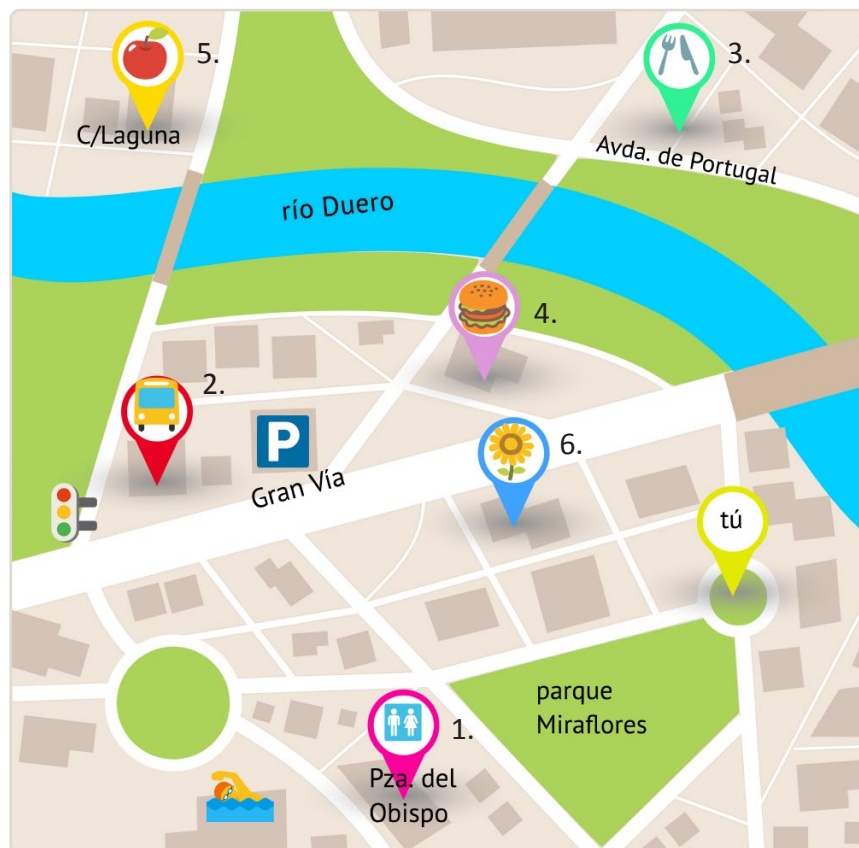 5.
3.
C/Laguna
Avda. de Portugal
río Duero
4.
2.
P
Gran Vía
6.
tú
parque
Miraflores
1.
Pza. del
Obispo